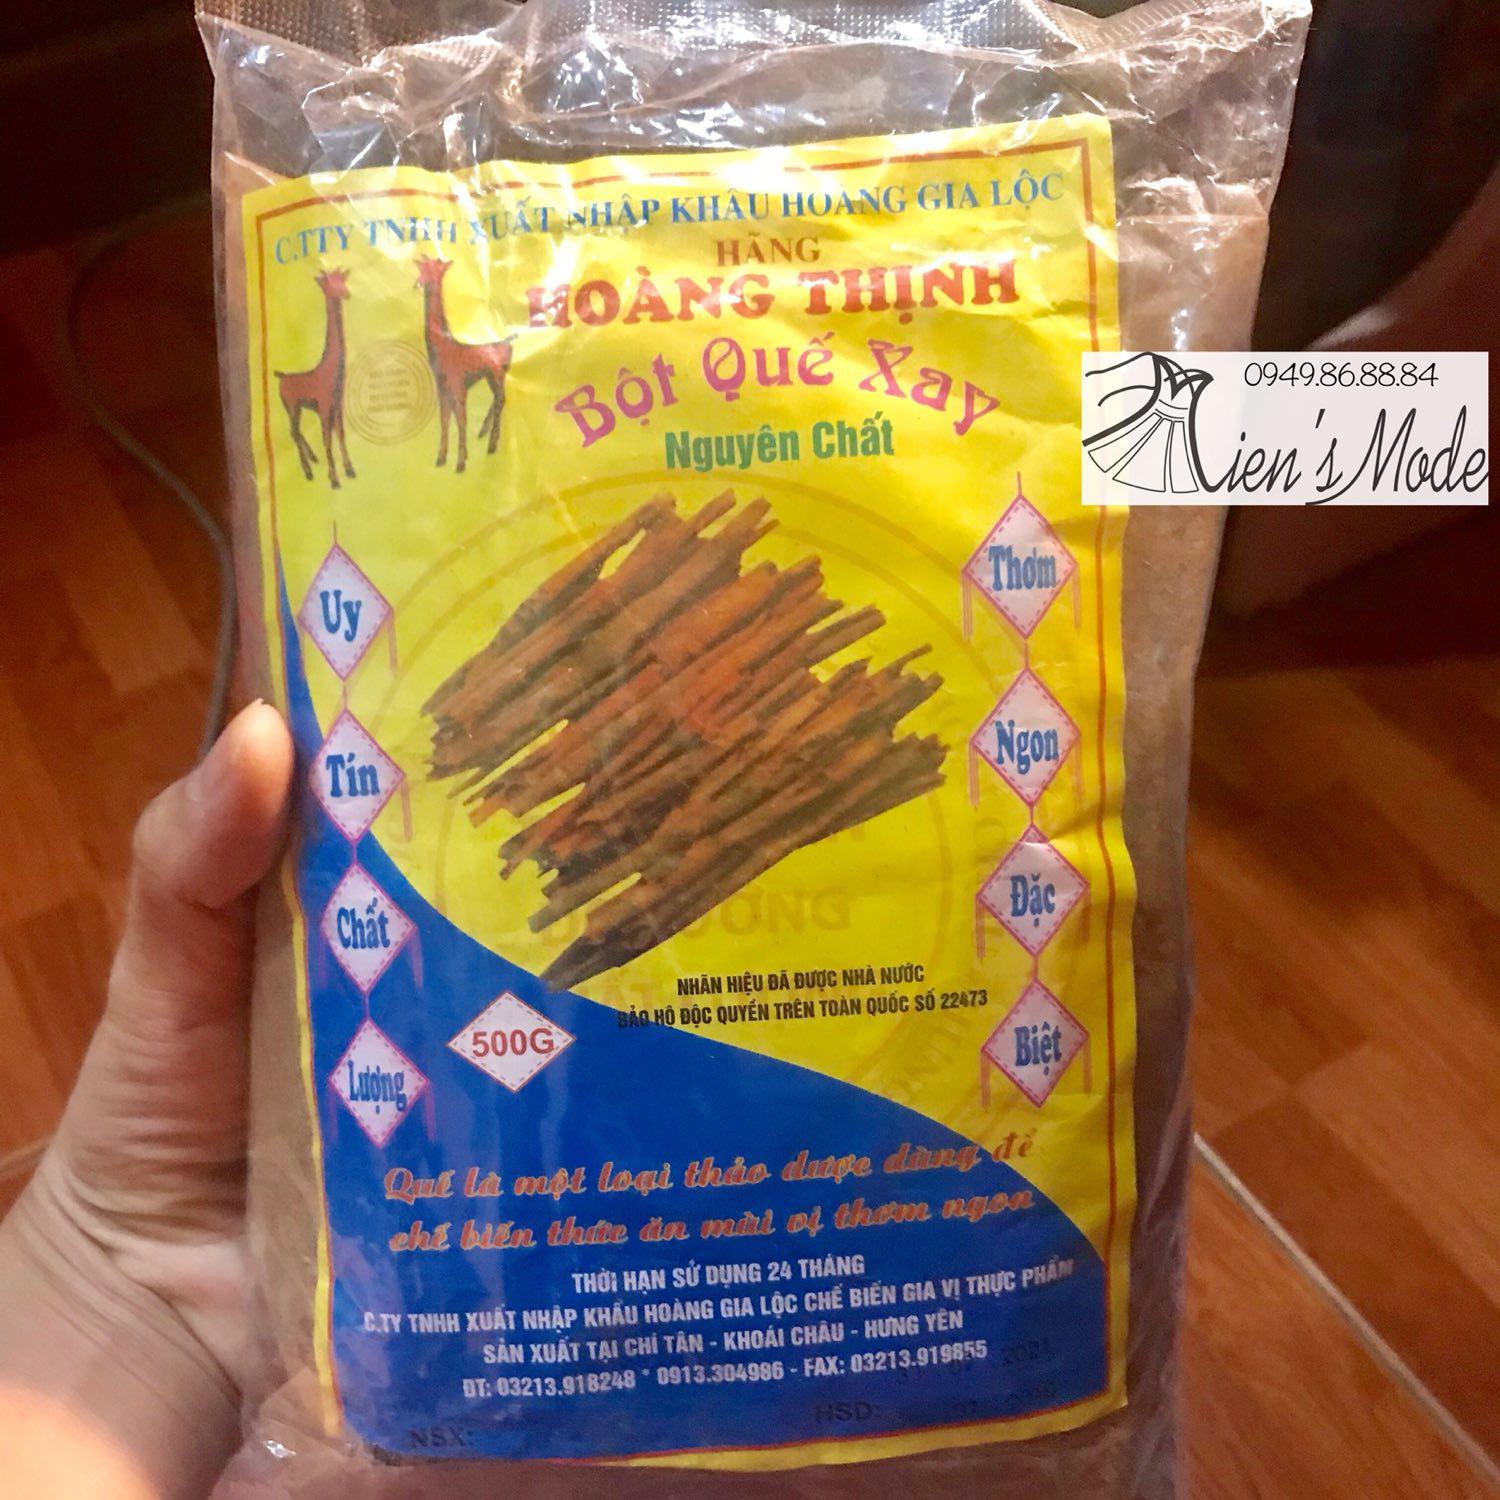 C.TTY TNHH XUẤT NHẬP KHẨU HOÀNG GIA LỘC
HÃNG
HOÀNG THỊNH
Bột Quế Xay
Nguyên Chất
0949.86.88.84
Mien's Mode
Uy
Tín
Chất
Lượng
Thơm
Ngon
Đặc
Biệt
NHÃN HIỆU ĐÃ ĐƯỢC NHÀ NƯỚC
BẢO HỘ ĐỘC QUYỀN TRÊN TOÀN QUỐC SỐ 22473
500G
Quế là một loại thảo dược dùng để
chế biến thức ăn mùi vị thơm ngon
THỜI HẠN SỬ DỤNG 24 THÁNG
C.TY TNHH XUẤT NHẬP KHẨU HOÀNG GIA LỘC CHẾ BIẾN GIA VỊ THỰC PHẨM
SẢN XUẤT TẠI CHÍ TÂN - KHOÁI CHÂU - HƯNG YÊN
ĐT: 03213.918248 * 0913.304986 - FAX: 03213.919855
NSX:
HSD: